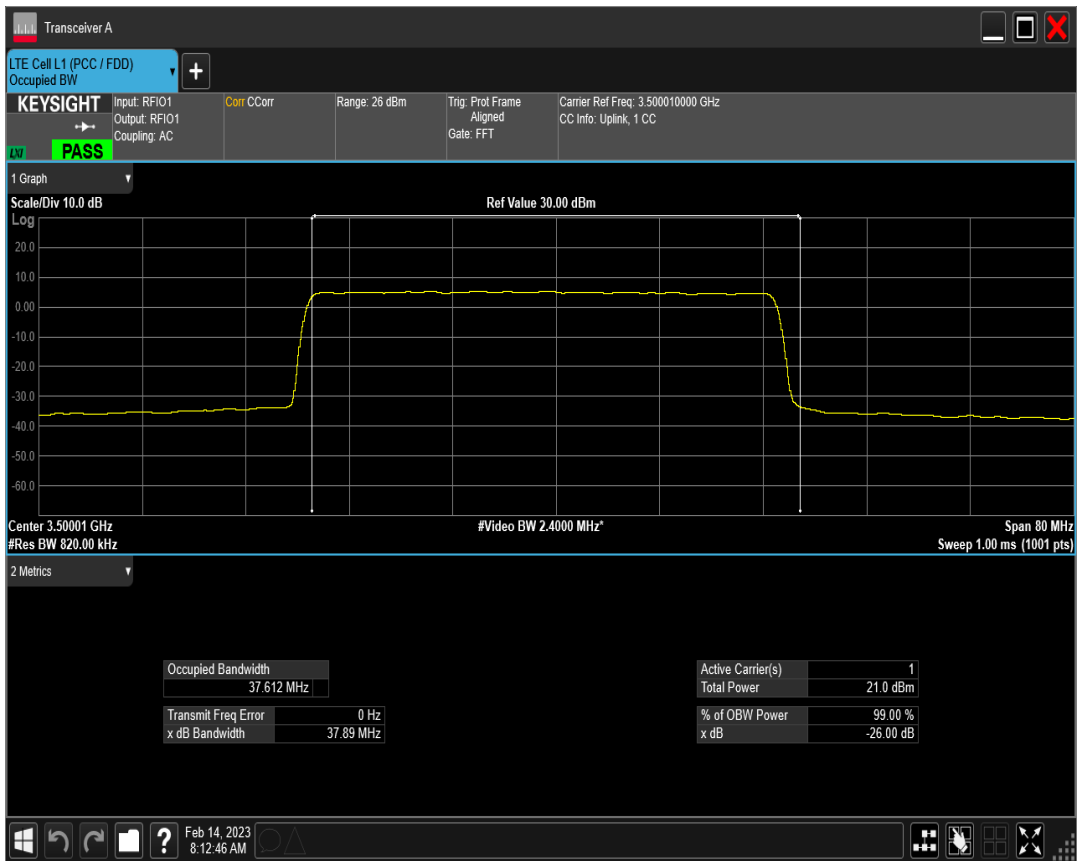 Transceiver A
LTE Cell L1 (PCC / FDD)
Occupied BW
KEYSIGHT
LXI
PASS
Input: RFIO1
Output: RFIO1
Coupling: AC
Corr CCorr
Range: 26 dBm
Trig: Prot Frame
Aligned
Gate: FFT
Carrier Ref Freq: 3.500010000 GHz
CC Info: Uplink, 1 CC
1 Graph
Scale/Div 10.0 dB
Ref Value 30.00 dBm
Log
20.0
10.0
0.00
-10.0
-20.0
-30.0
-40.0
-50.0
-60.0
Center 3.50001 GHz
#Video BW 2.4000 MHz*
Span 80 MHz
#Res BW 820.00 kHz
Sweep 1.00 ms (1001 pts)
2 Metrics
Occupied Bandwidth
37.612 MHz
Transmit Freq Error 0 Hz
x dB Bandwidth 37.89 MHz
Active Carrier(s) 1
Total Power 21.0 dBm
% of OBW Power 99.00 %
x dB -26.00 dB
?
Feb 14, 2023
8:12:46 AM